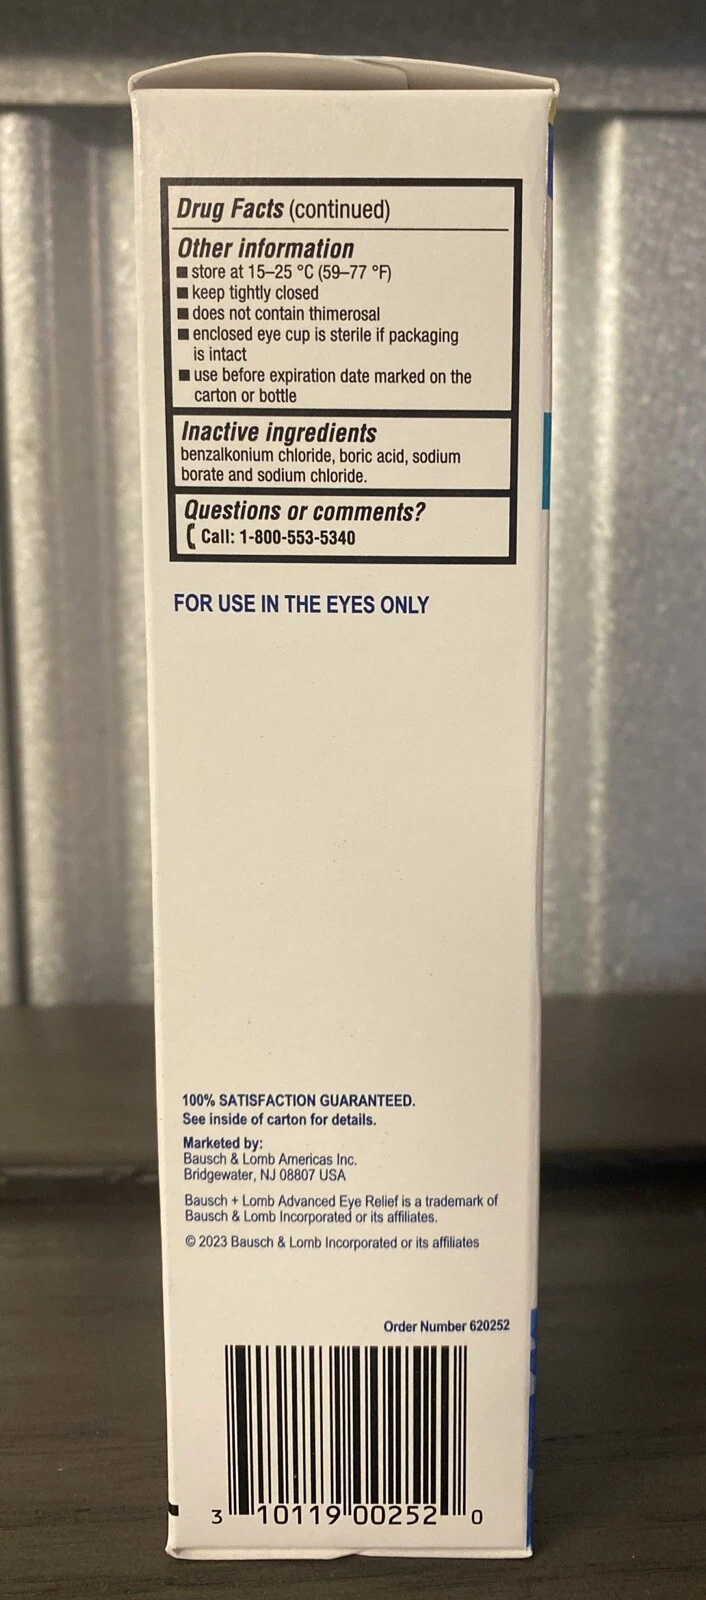 Drug Facts (continued)
Other information
■ store at 15–25 °C (59–77 °F)
■ keep tightly closed
■ does not contain thimerosal
■ enclosed eye cup is sterile if packaging
is intact
■ use before expiration date marked on the
carton or bottle
Inactive ingredients
benzalkonium chloride, boric acid, sodium
borate and sodium chloride.
Questions or comments?
Call: 1-800-553-5340
FOR USE IN THE EYES ONLY
100% SATISFACTION GUARANTEED.
See inside of carton for details.
Marketed by:
Bausch & Lomb Americas Inc.
Bridgewater, NJ 08807 USA
Bausch + Lomb Advanced Eye Relief is a trademark of
Bausch & Lomb Incorporated or its affiliates.
© 2023 Bausch & Lomb Incorporated or its affiliates
Order Number 620252
3 10119 00252 0